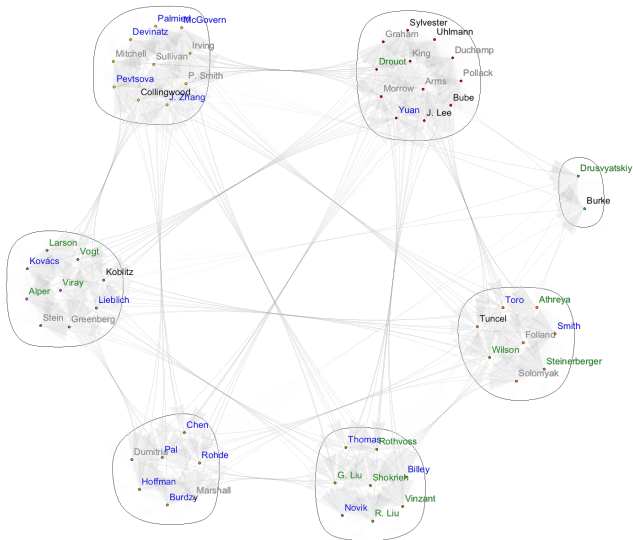 Palmieri
McGovern
Devinatz
Irving
Mitchell
Sullivan
P. Smith
Pevtsova
Collingwood
J. Zhang
Sylvester
Graham
Uhlmann
King
Duchamp
Drouot
Pollack
Arms
Morrow
Bube
Yuan
J. Lee
Drusvyatskiy
Burke
Larson
Vogt
Kovács
Koblitz
Viray
Alper
Lieblich
Stein
Greenberg
Toro
Athreya
Tuncel
Smith
Folland
Wilson
Steinerberger
Solomyak
Chen
Dumitriu
Pal
Rohde
Hoffman
Marshall
Burdzy
Thomas
Rothvoss
G. Liu
Shokrieh
Billey
Vinzant
Novik
R. Liu